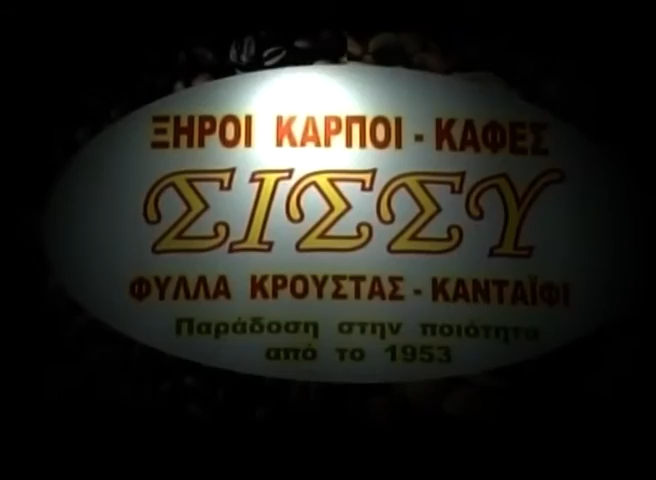 ΞΗΡΟΙ ΚΑΡΠΟΙ - ΚΑΦΕΣ
ΣΙΣΣΥ
ΦΥΛΛΑ ΚΡΟΥΣΤΑΣ - ΚΑΝΤΑΪΦΙ
Παράδοση στην ποιότητα
από το 1953